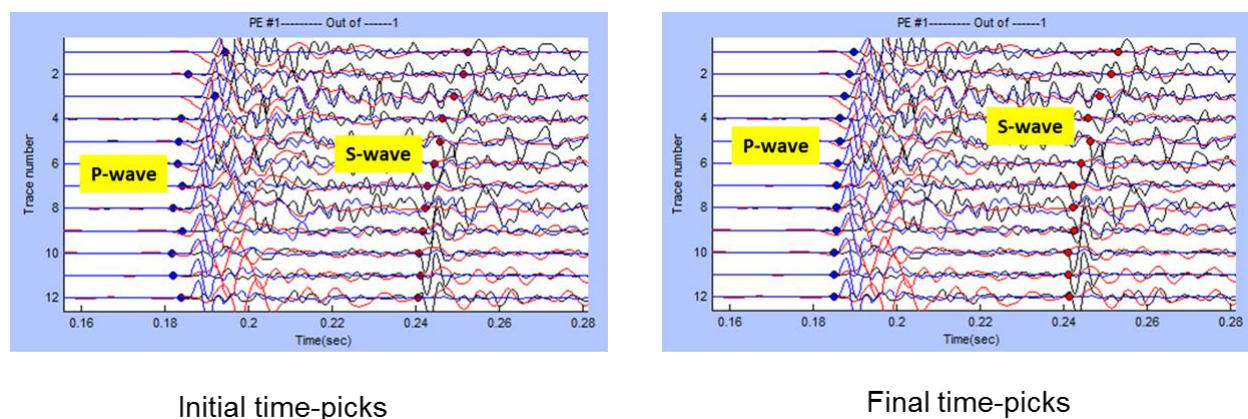 PE #1--------- Out of ------1
Trace number
2
4
6
8
10
12
P-wave
S-wave
0.16
0.18
0.2
0.22
0.24
0.26
0.28
Time(sec)
Initial time-picks
PE #1--------- Out of ------1
Trace number
2
4
6
8
10
12
P-wave
S-wave
0.16
0.18
0.2
0.22
0.24
0.26
0.28
Time(sec)
Final time-picks